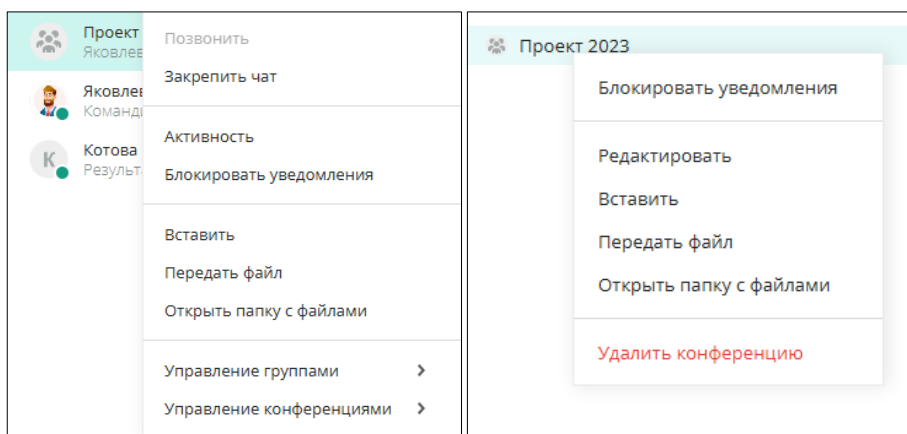 Проект
Яковлев
Яковлев
Команди
Котова
К
Результ
Позвонить
Закрепить чат
Активность
Блокировать уведомления
Вставить
Передать файл
Открыть папку с файлами
Управление группами
Управление конференциями
Проект 2023
Блокировать уведомления
Редактировать
Вставить
Передать файл
Открыть папку с файлами
Удалить конференцию